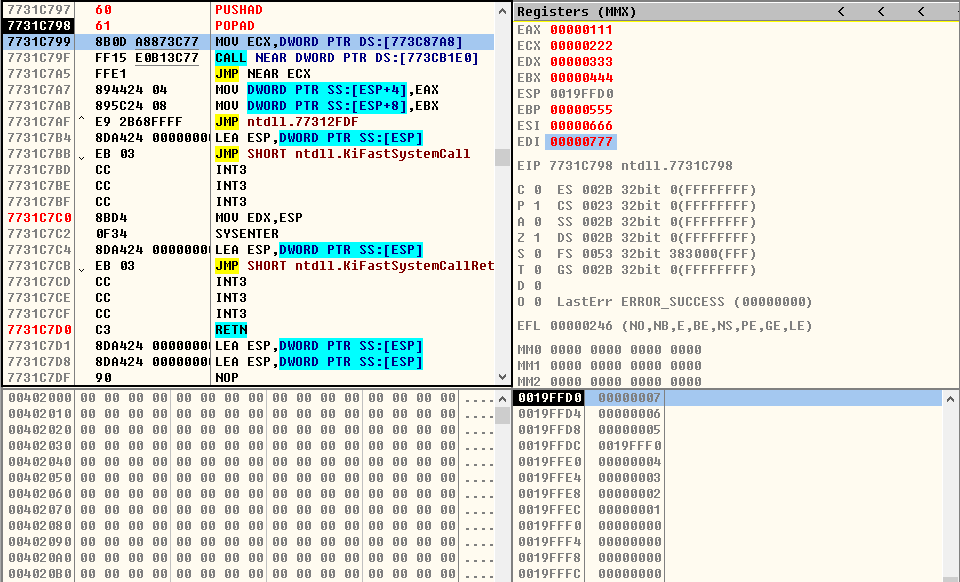 7731C797 60 PUSHAD
7731C798 61 POPAD
7731C799 8B0D A8873C77 MOV ECX,DWORD PTR DS:[773C87A8]
7731C79F FF15 E0B13C77 CALL NEAR DWORD PTR DS:[773CB1E0]
7731C7A5 FFE1 JMP NEAR ECX
7731C7A7 894424 04 MOV DWORD PTR SS:[ESP+4],EAX
7731C7AB 895C24 08 MOV DWORD PTR SS:[ESP+8],EBX
7731C7AF ^ E9 2B68FFFF JMP ntdll.77312FDF
7731C7B4 8DA424 0000000 LEA ESP,DWORD PTR SS:[ESP]
7731C7BB EB 03 JMP SHORT ntdll.KiFastSystemCall
7731C7BD CC INT3
7731C7BE CC INT3
7731C7BF CC INT3
7731C7C0 8BD4 MOV EDX,ESP
7731C7C2 0F34 SYSENTER
7731C7C4 8DA424 0000000 LEA ESP,DWORD PTR SS:[ESP]
7731C7CB EB 03 JMP SHORT ntdll.KiFastSystemCallRet
7731C7CD CC INT3
7731C7CE CC INT3
7731C7CF CC INT3
7731C7D0 C3 RETN
7731C7D1 8DA424 0000000 LEA ESP,DWORD PTR SS:[ESP]
7731C7D8 8DA424 0000000 LEA ESP,DWORD PTR SS:[ESP]
7731C7DF 90 NOP
Registers (MMX) < < <
EAX 00000111
ECX 00000222
EDX 00000333
EBX 00000444
ESP 0019FFD0
EBP 00000555
ESI 00000666
EDI 00000777
EIP 7731C798 ntdll.7731C798
C 0 ES 002B 32bit 0(FFFFFFFF)
P 1 CS 0023 32bit 0(FFFFFFFF)
A 0 SS 002B 32bit 0(FFFFFFFF)
Z 1 DS 002B 32bit 0(FFFFFFFF)
S 0 FS 0053 32bit 383000(FFF)
T 0 GS 002B 32bit 0(FFFFFFFF)
D 0
O 0 LastErr ERROR_SUCCESS (00000000)
EFL 00000246 (NO,NB,E,BE,NS,PE,GE,LE)
MM0 0000 0000 0000 0000
MM1 0000 0000 0000 0000
MM2 0000 0000 0000 0000
00402000 00 00 00 00 00 00 00 00 00 00 00 00 00 00 00 00 ....
00402010 00 00 00 00 00 00 00 00 00 00 00 00 00 00 00 00 ....
00402020 00 00 00 00 00 00 00 00 00 00 00 00 00 00 00 00 ....
00402030 00 00 00 00 00 00 00 00 00 00 00 00 00 00 00 00 ....
00402040 00 00 00 00 00 00 00 00 00 00 00 00 00 00 00 00 ....
00402050 00 00 00 00 00 00 00 00 00 00 00 00 00 00 00 00 ....
00402060 00 00 00 00 00 00 00 00 00 00 00 00 00 00 00 00 ....
00402070 00 00 00 00 00 00 00 00 00 00 00 00 00 00 00 00 ....
00402080 00 00 00 00 00 00 00 00 00 00 00 00 00 00 00 00 ....
00402090 00 00 00 00 00 00 00 00 00 00 00 00 00 00 00 00 ....
004020A0 00 00 00 00 00 00 00 00 00 00 00 00 00 00 00 00 ....
004020B0 00 00 00 00 00 00 00 00 00 00 00 00 00 00 00 00 ....
0019FFD0 00000007
0019FFD4 00000006
0019FFD8 00000005
0019FFDC 0019FFF0
0019FFE0 00000004
0019FFE4 00000003
0019FFE8 00000002
0019FFEC 00000001
0019FFF0 00000000
0019FFF4 00000000
0019FFF8 00000000
0019FFFC 00000000